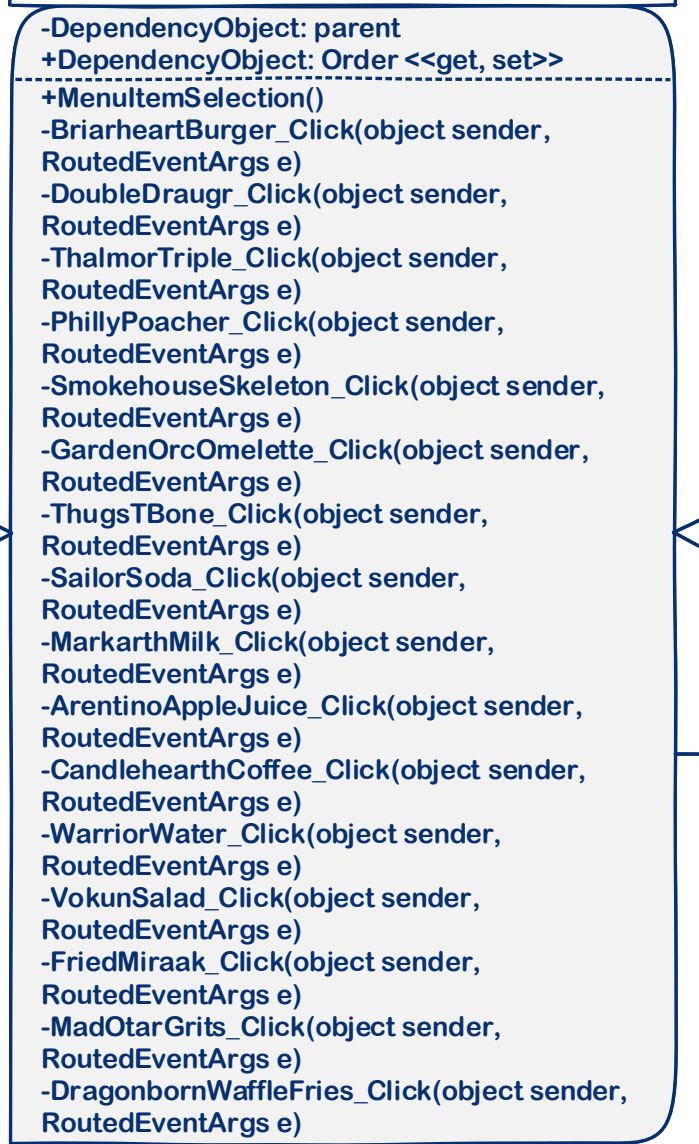 -DependencyObject: parent
+DependencyObject: Order <<get, set>>
+MenuItemSelection()
-BriarheartBurger_Click(object sender,
RoutedEventArgs e)
-DoubleDraugr_Click(object sender,
RoutedEventArgs e)
-ThalmorTriple_Click(object sender,
RoutedEventArgs e)
-PhillyPoacher_Click(object sender,
RoutedEventArgs e)
-SmokehouseSkeleton_Click(object sender,
RoutedEventArgs e)
-GardenOrcOmelette_Click(object sender,
RoutedEventArgs e)
-ThugsTBone_Click(object sender,
RoutedEventArgs e)
-SailorSoda_Click(object sender,
RoutedEventArgs e)
-MarkarthMilk_Click(object sender,
RoutedEventArgs e)
-ArentinoAppleJuice_Click(object sender,
RoutedEventArgs e)
-CandlehearthCoffee_Click(object sender,
RoutedEventArgs e)
-WarriorWater_Click(object sender,
RoutedEventArgs e)
-VokunSalad_Click(object sender,
RoutedEventArgs e)
-FriedMiraak_Click(object sender,
RoutedEventArgs e)
-MadOtarGrits_Click(object sender,
RoutedEventArgs e)
-DragonbornWaffleFries_Click(object sender,
RoutedEventArgs e)